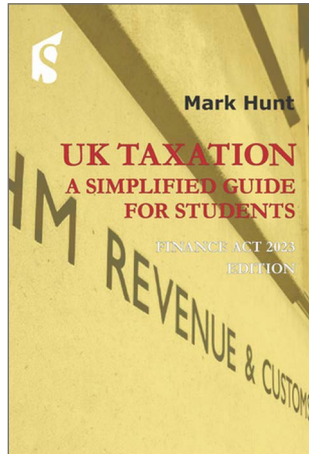 Mark Hunt
UK TAXATION
A SIMPLIFIED GUIDE
FOR STUDENTS
FINANCE ACT 2023
EDITION
HM REVENUE & CUSTOMS